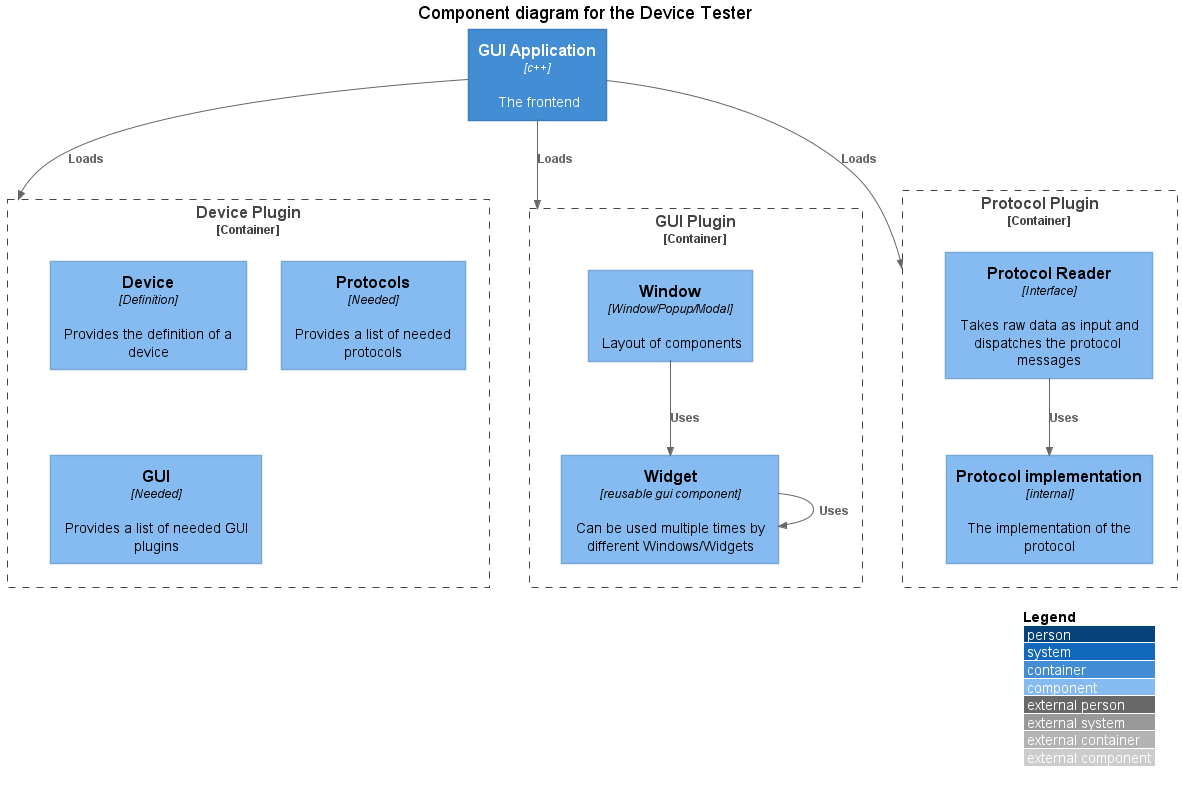 Component diagram for the Device Tester
GUI Application
[c++]
The frontend
Loads
Loads
Loads
Device Plugin
[Container]
Device
[Definition]
Provides the definition of a
device
Protocols
[Needed]
Provides a list of needed
protocols
GUI
[Needed]
Provides a list of needed GUI
plugins
GUI Plugin
[Container]
Window
[Window/Popup/Modal]
Layout of components
Uses
Widget
[reusable gui component]
Can be used multiple times by
different Windows/Widgets
Uses
Protocol Plugin
[Container]
Protocol Reader
[Interface]
Takes raw data as input and
dispatches the protocol
messages
Uses
Protocol implementation
[internal]
The implementation of the
protocol
Legend
person
system
container
component
external person
external system
external container
external component